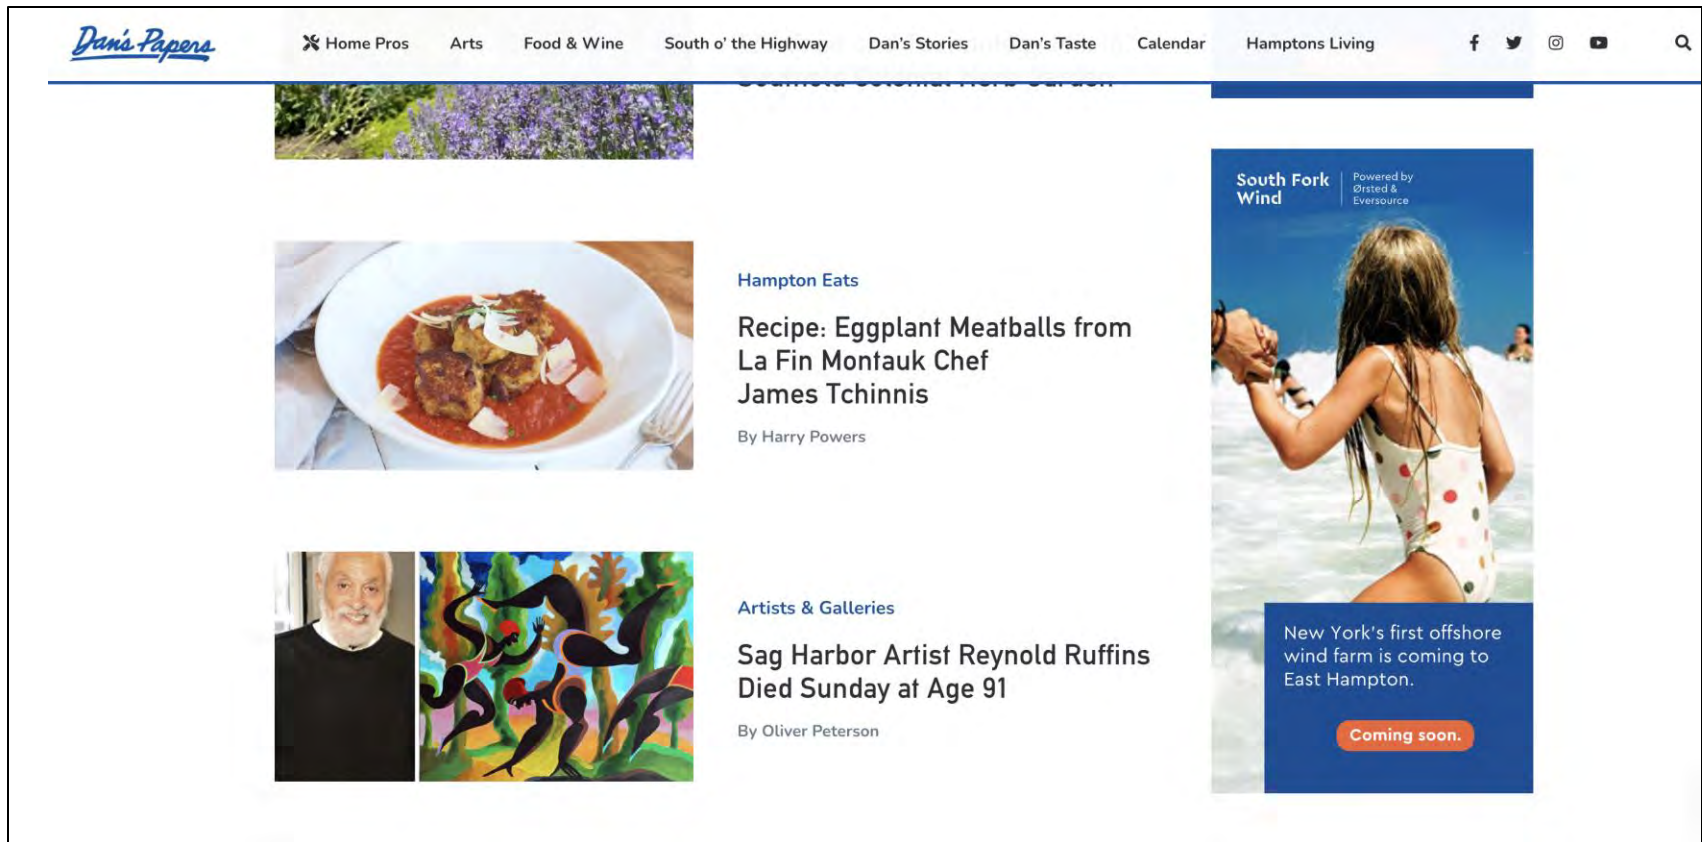 Dan's Papers
Home Pros Arts Food & Wine South o' the Highway Dan's Stories Dan's Taste Calendar Hamptons Living
Colonial Herb Garden
Hampton Eats
Recipe: Eggplant Meatballs from
La Fin Montauk Chef
James Tchinnis
By Harry Powers
Artists & Galleries
Sag Harbor Artist Reynold Ruffins
Died Sunday at Age 91
By Oliver Peterson
South Fork
Wind
Powered by
Ørsted &
Eversource
New York's first offshore
wind farm is coming to
East Hampton.
Coming soon.